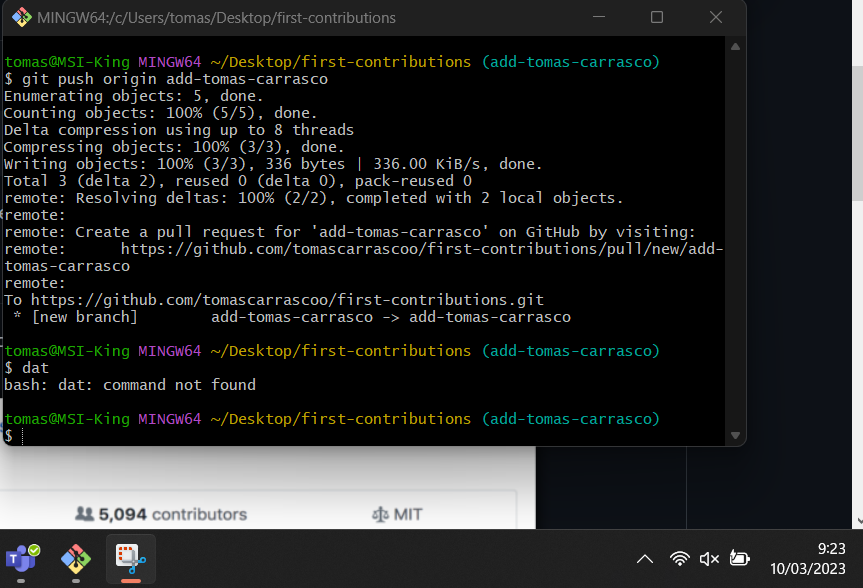 MINGW64:/c/Users/tomas/Desktop/first-contributions
tomas@MSI-King MINGW64 ~/Desktop/first-contributions (add-tomas-carrasco)
$ git push origin add-tomas-carrasco
Enumerating objects: 5, done.
Counting objects: 100% (5/5), done.
Delta compression using up to 8 threads
Compressing objects: 100% (3/3), done.
Writing objects: 100% (3/3), 336 bytes | 336.00 KiB/s, done.
Total 3 (delta 2), reused 0 (delta 0), pack-reused 0
remote: Resolving deltas: 100% (2/2), completed with 2 local objects.
remote:
remote: Create a pull request for 'add-tomas-carrasco' on GitHub by visiting:
remote:      https://github.com/tomascarrascoo/first-contributions/pull/new/add-
tomas-carrasco
remote:
To https://github.com/tomascarrascoo/first-contributions.git
 * [new branch]      add-tomas-carrasco -> add-tomas-carrasco
tomas@MSI-King MINGW64 ~/Desktop/first-contributions (add-tomas-carrasco)
$ dat
bash: dat: command not found
tomas@MSI-King MINGW64 ~/Desktop/first-contributions (add-tomas-carrasco)
$
5,094 contributors
MIT
T
9:23
10/03/2023